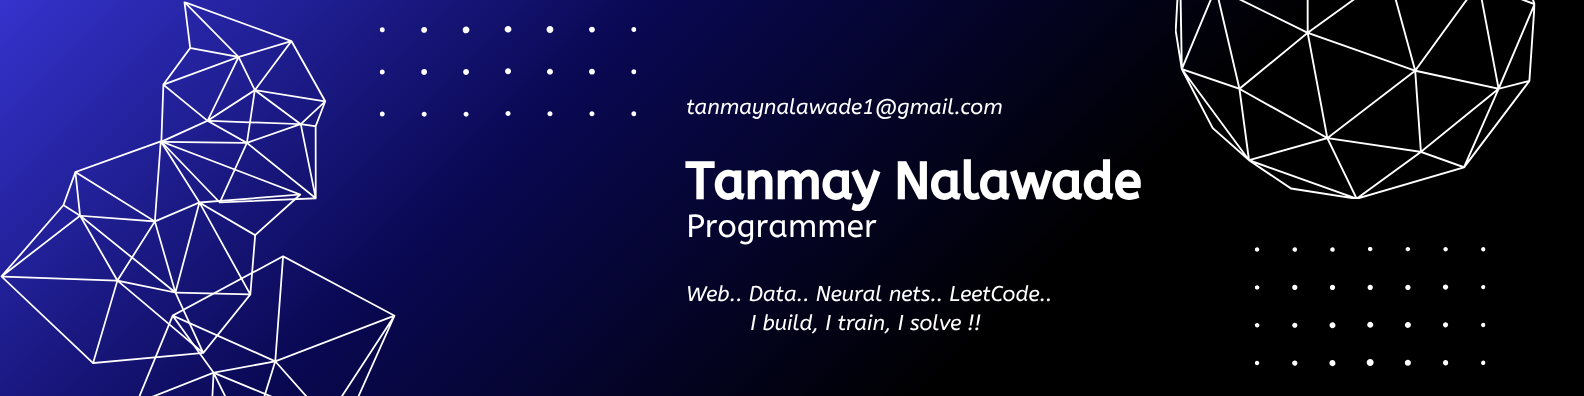 tanmaynalawade1@gmail.com
Tanmay Nalawade
Programmer
Web.. Data.. Neural nets.. LeetCode..
I build, I train, I solve !!